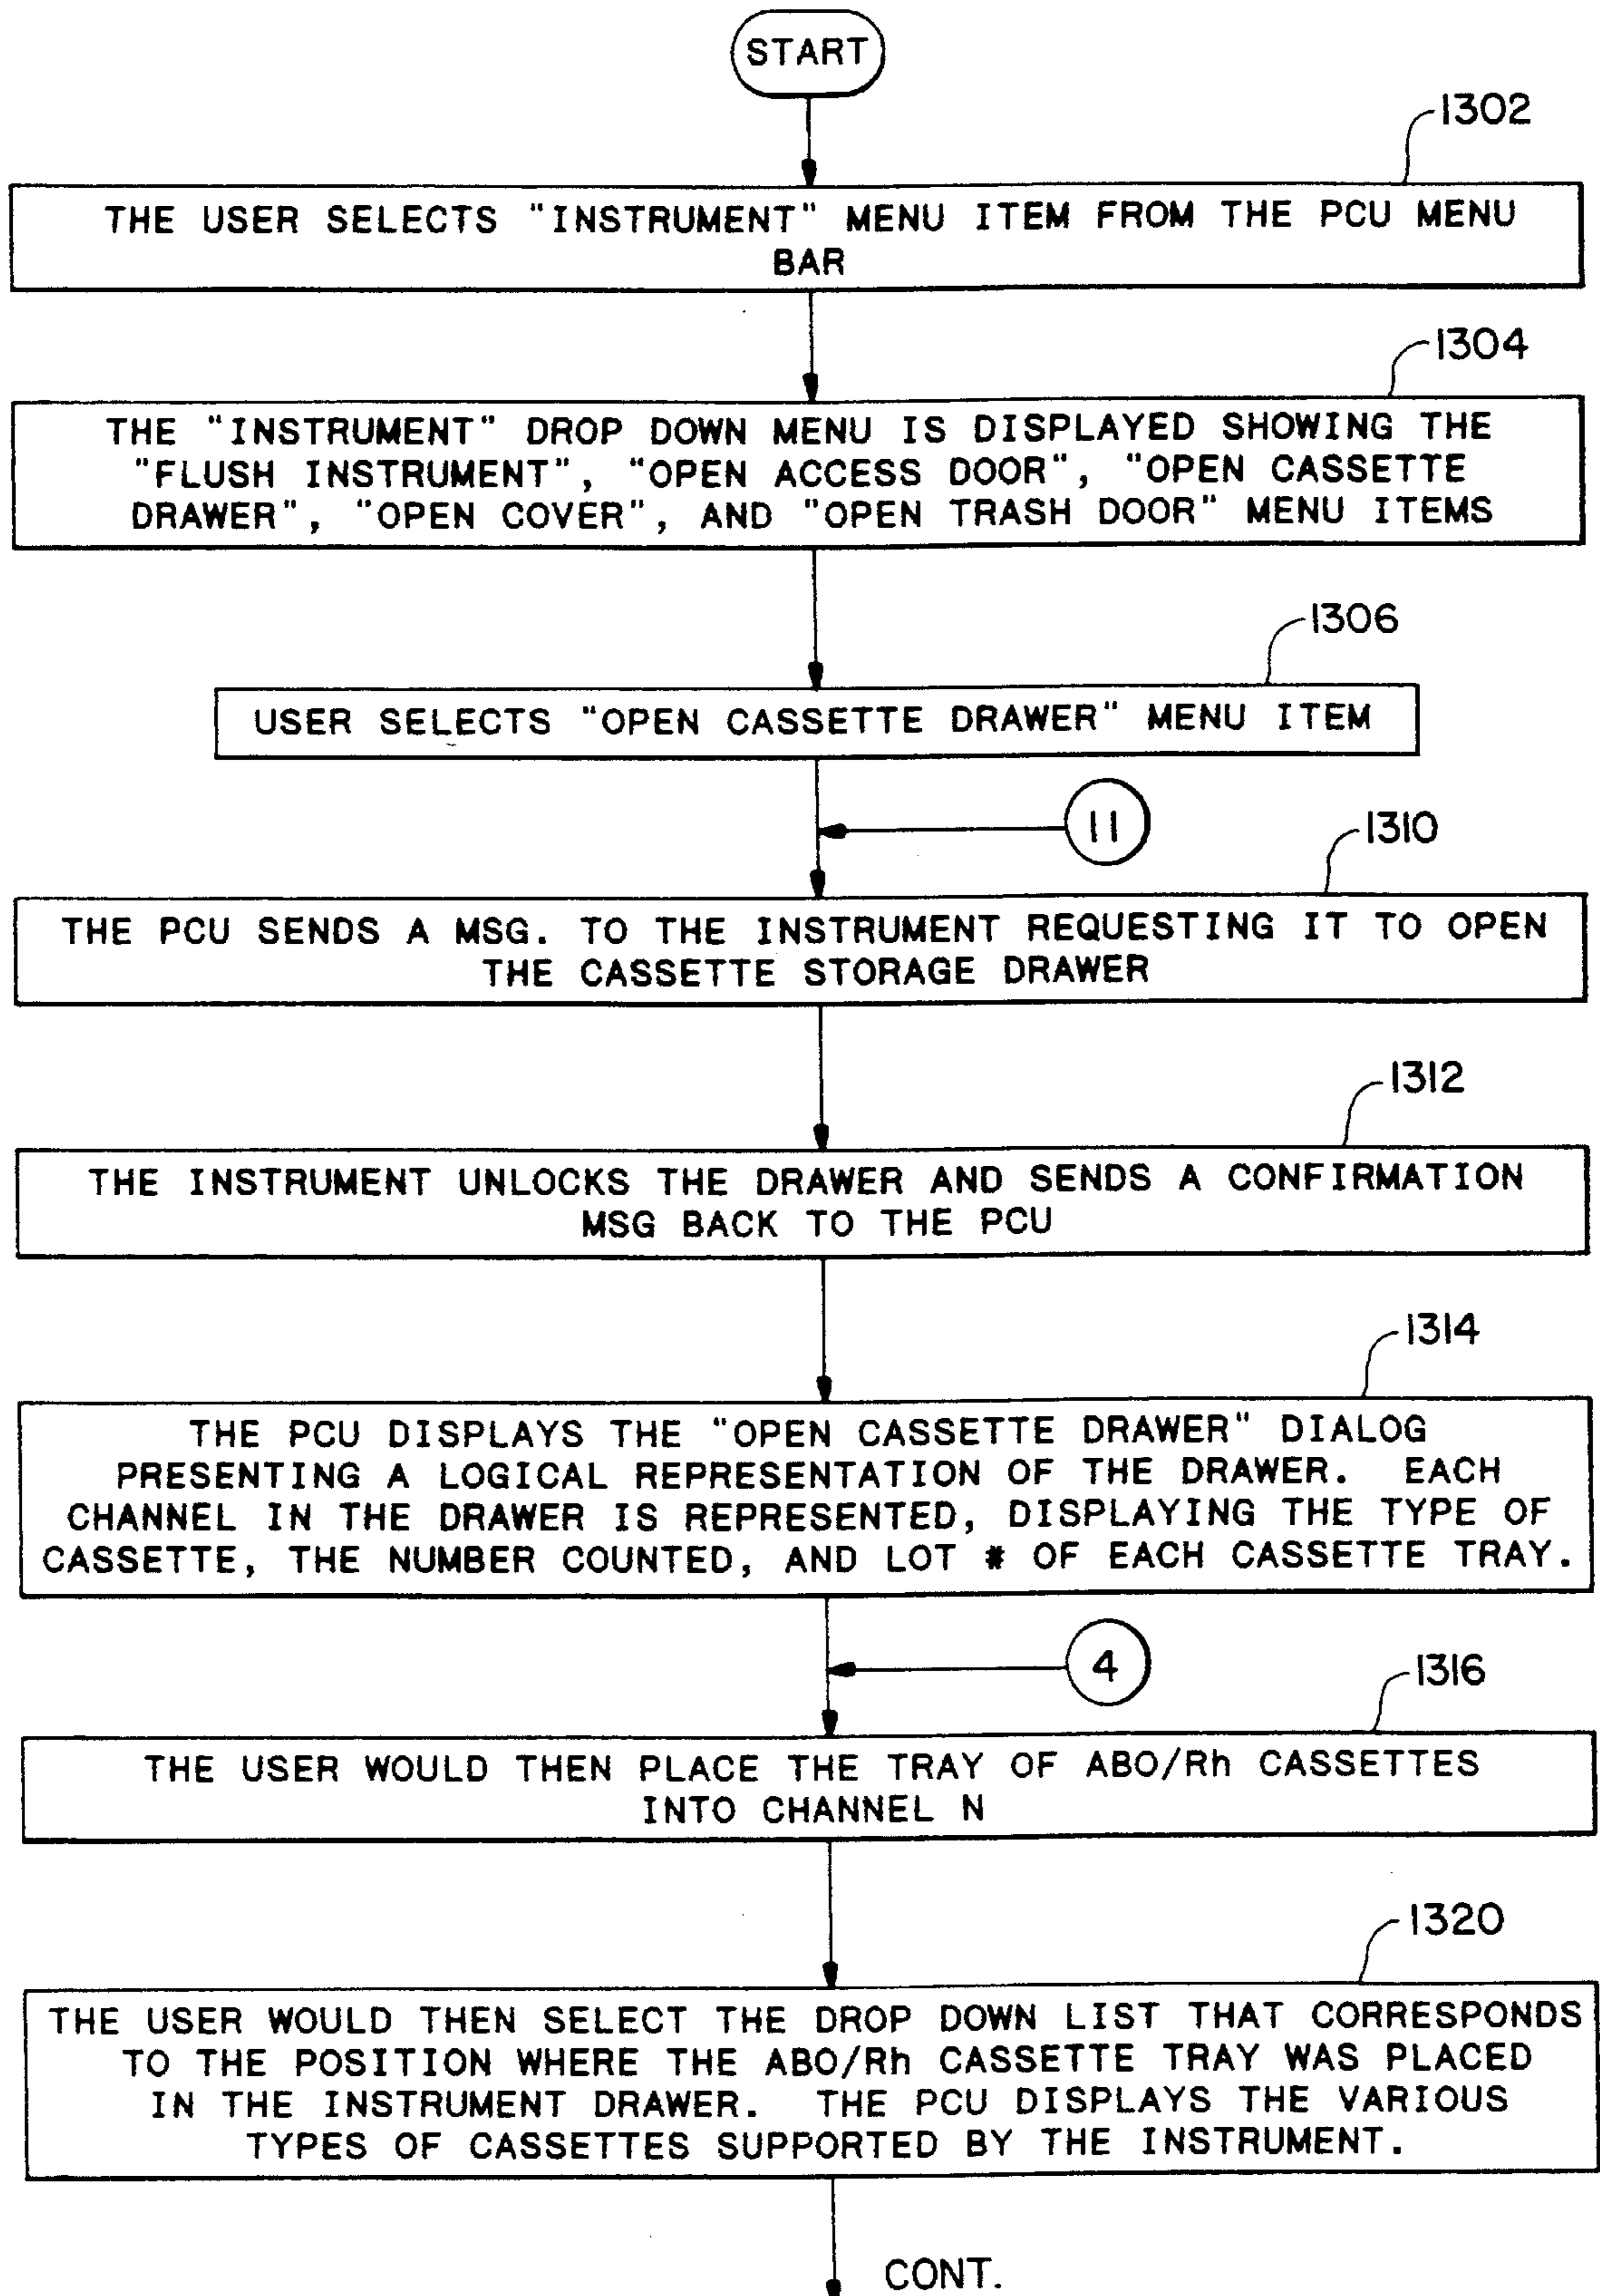 START
1302
THE USER SELECTS "INSTRUMENT" MENU ITEM FROM THE PCU MENU
BAR
1304
THE "INSTRUMENT" DROP DOWN MENU IS DISPLAYED SHOWING THE
"FLUSH INSTRUMENT", "OPEN ACCESS DOOR", "OPEN CASSETTE
DRAWER", "OPEN COVER", AND "OPEN TRASH DOOR" MENU ITEMS
1306
USER SELECTS "OPEN CASSETTE DRAWER" MENU ITEM
11
1310
THE PCU SENDS A MSG. TO THE INSTRUMENT REQUESTING IT TO OPEN
THE CASSETTE STORAGE DRAWER
1312
THE INSTRUMENT UNLOCKS THE DRAWER AND SENDS A CONFIRMATION
MSG BACK TO THE PCU
1314
THE PCU DISPLAYS THE "OPEN CASSETTE DRAWER" DIALOG
PRESENTING A LOGICAL REPRESENTATION OF THE DRAWER. EACH
CHANNEL IN THE DRAWER IS REPRESENTED, DISPLAYING THE TYPE OF
CASSETTE, THE NUMBER COUNTED, AND LOT # OF EACH CASSETTE TRAY.
4
1316
THE USER WOULD THEN PLACE THE TRAY OF ABO/Rh CASSETTES
INTO CHANNEL N
1320
THE USER WOULD THEN SELECT THE DROP DOWN LIST THAT CORRESPONDS
TO THE POSITION WHERE THE ABO/Rh CASSETTE TRAY WAS PLACED
IN THE INSTRUMENT DRAWER. THE PCU DISPLAYS THE VARIOUS
TYPES OF CASSETTES SUPPORTED BY THE INSTRUMENT.
CONT.